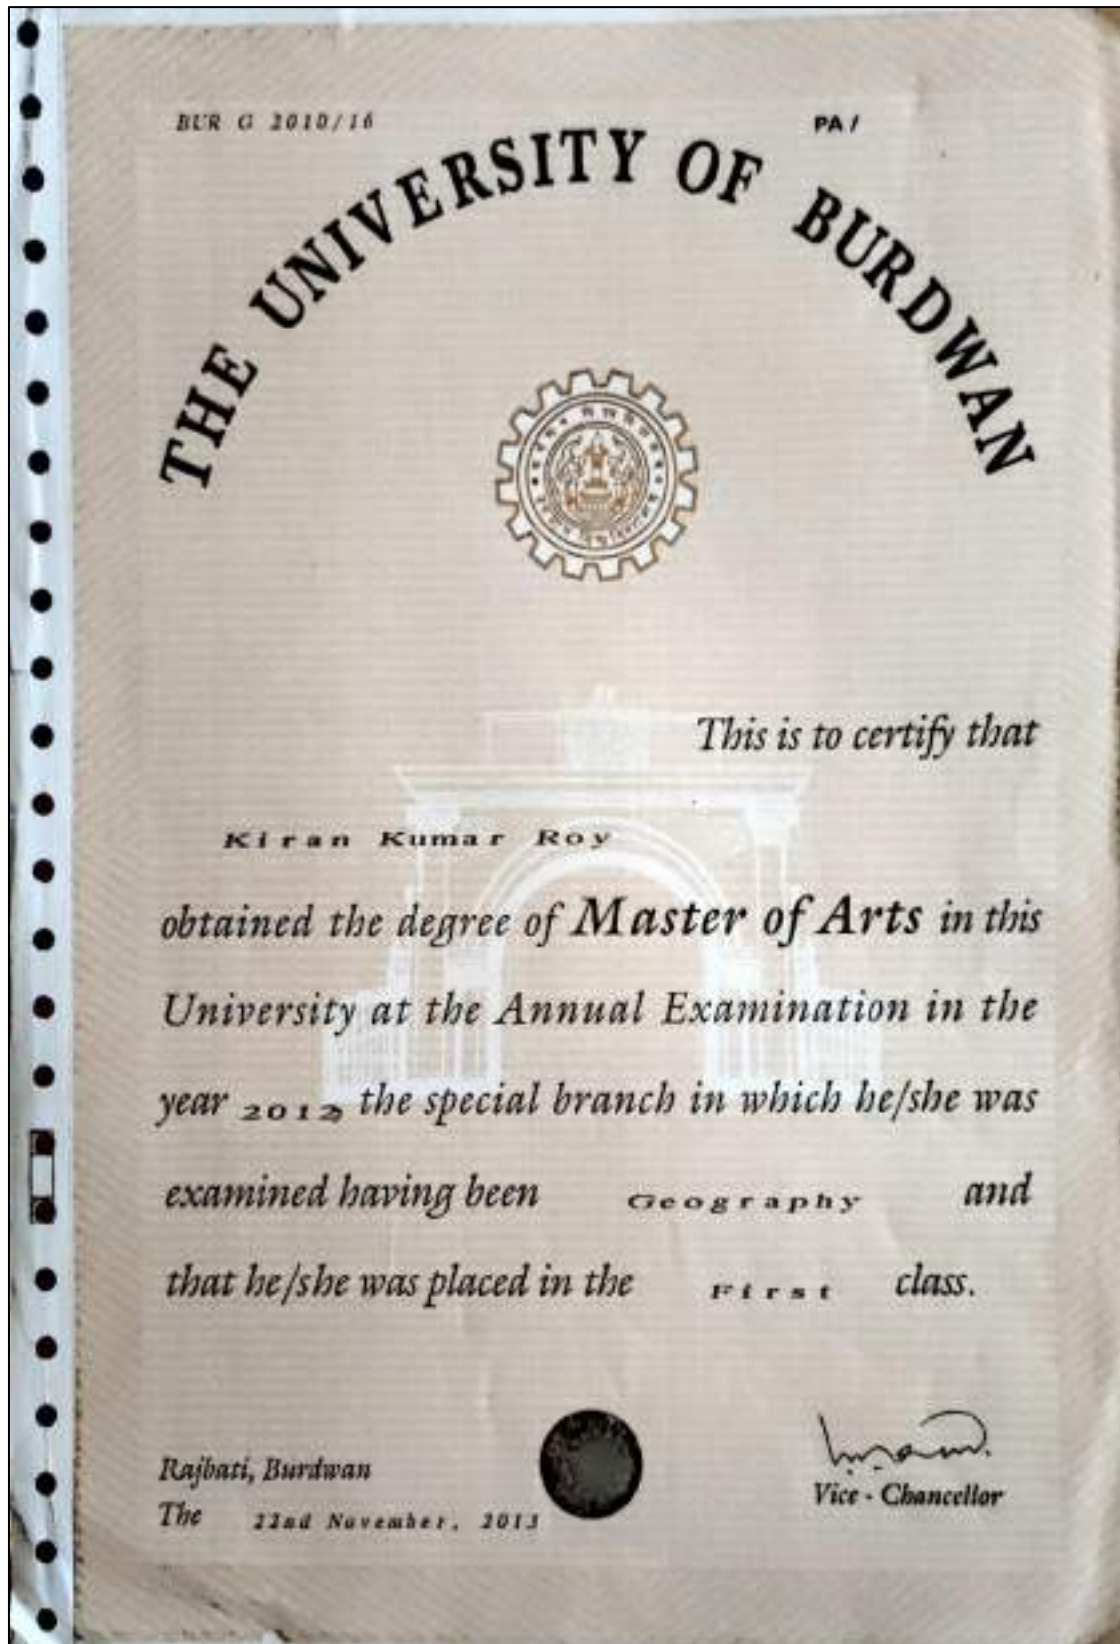 BUR G 2010/16
PA /
THE UNIVERSITY OF BURDWAN
This is to certify that
Kiran Kumar Roy
obtained the degree of Master of Arts in this
University at the Annual Examination in the
year 2012 the special branch in which he/she was
examined having been Geography and
that he/she was placed in the First class.
Rajbati, Burdwan
Vice - Chancellor
The 22nd November, 2013